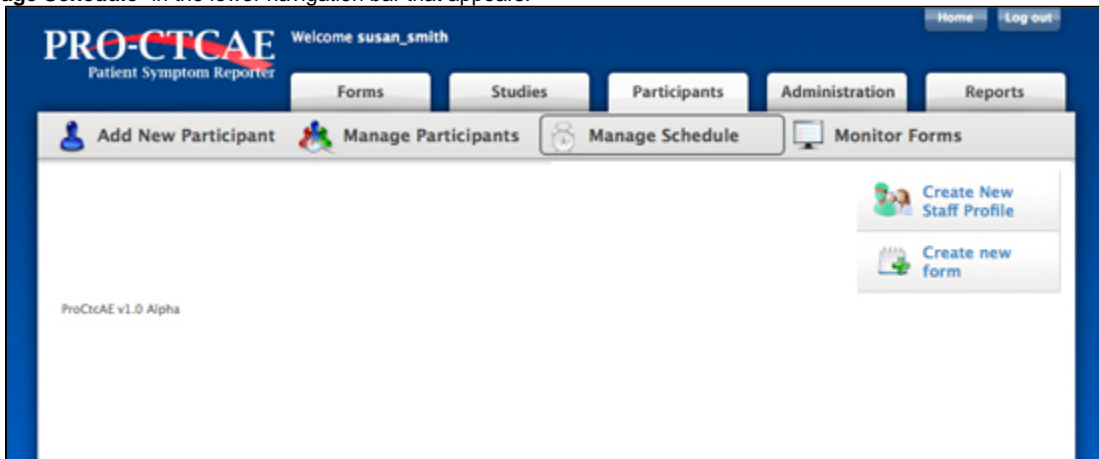 age Schedule" in the lower navigation bar that appears.
Home Log out
PRO-CTCAE Welcome susan_smith
Patient Symptom Reporter
Forms Studies Participants Administration Reports
Add New Participant Manage Participants Manage Schedule Monitor Forms
Create New
Staff Profile
Create new
form
ProCtcAE v1.0 Alpha